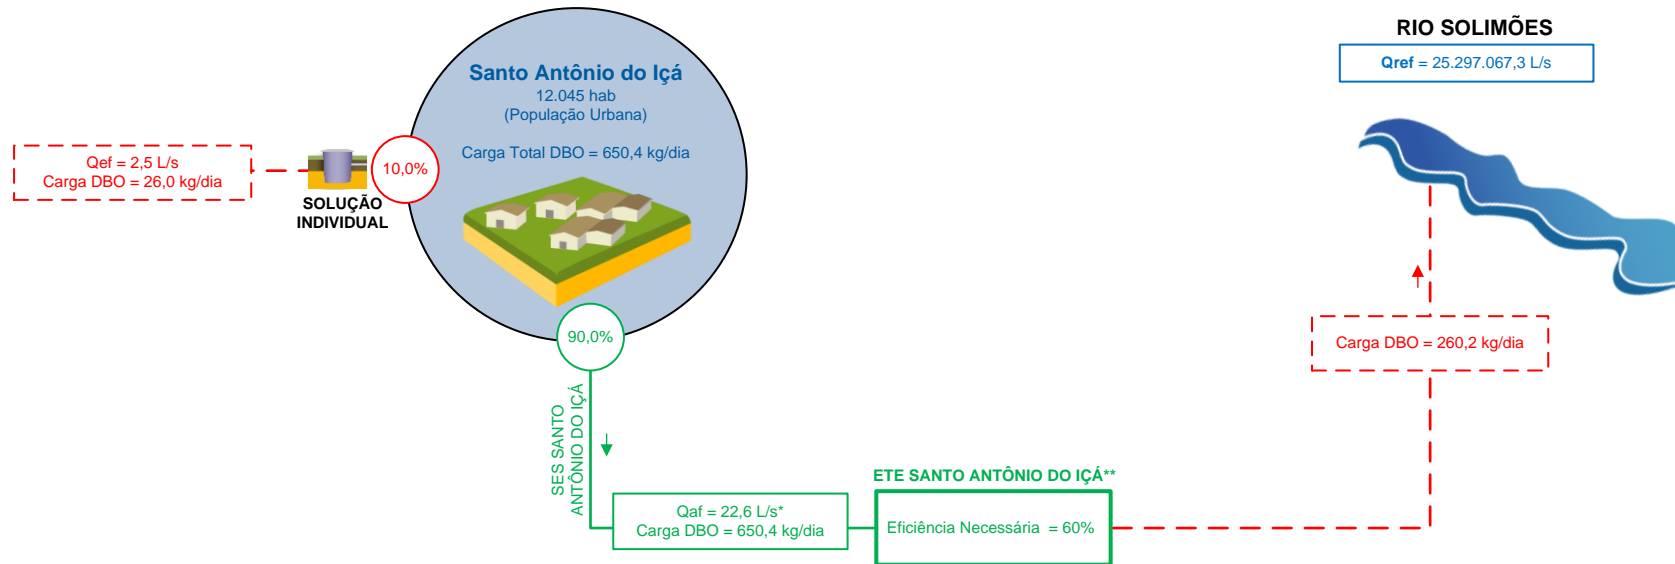 RIO SOLIMÕES
Qref = 25.297.067,3 L/s
Santo Antônio do Içá
12.045 hab
(População Urbana)
Carga Total DBO = 650,4 kg/dia
Qef = 2,5 L/s
Carga DBO = 26,0 kg/dia
10,0%
SOLUÇÃO
INDIVIDUAL
90,0%
SES SANTO
ANTÔNIO DO IÇÁ
Qaf = 22,6 L/s*
Carga DBO = 650,4 kg/dia
ETE SANTO ANTÔNIO DO IÇÁ**
Eficiência Necessária = 60%
Carga DBO = 260,2 kg/dia